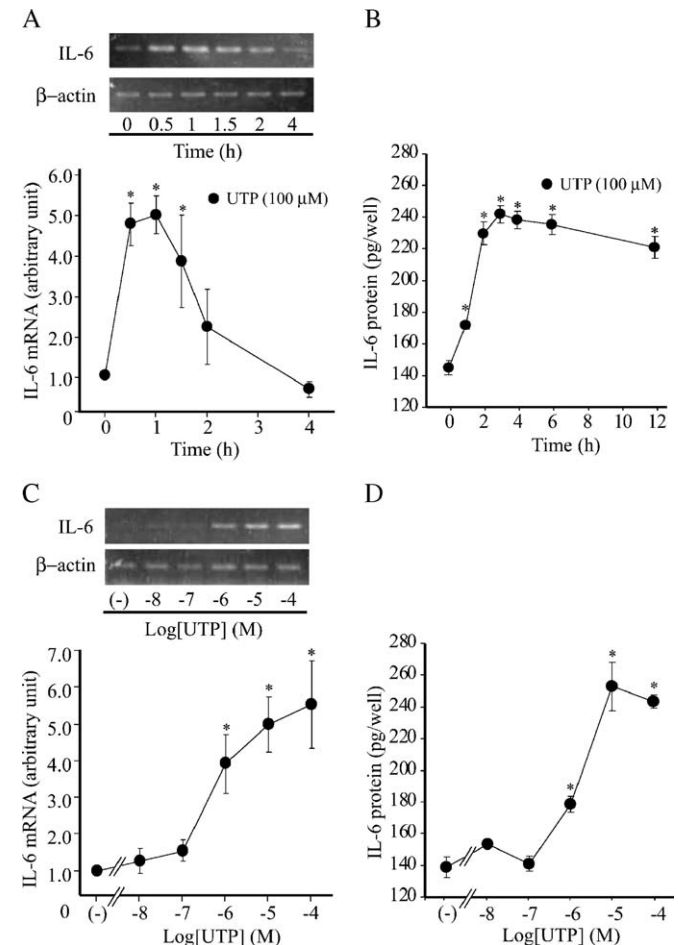 A
IL-6
β-actin
0 0.5 1 1.5 2 4
Time (h)
6.0
5.0
4.0
3.0
2.0
1.0
0
IL-6 mRNA (arbitrary unit)
* * *
UTP (100 μM)
0 1 2 3 4
Time (h)
B
280
260
240
220
200
180
160
140
120
IL-6 protein (pg/well)
* * * * * *
UTP (100 μM)
0 2 4 6 8 10 12
Time (h)
C
IL-6
β-actin
(-) -8 -7 -6 -5 -4
Log[UTP] (M)
7.0
6.0
5.0
4.0
3.0
2.0
1.0
0
IL-6 mRNA (arbitrary unit)
* * *
(-) -8 -7 -6 -5 -4
Log[UTP] (M)
D
280
260
240
220
200
180
160
140
120
IL-6 protein (pg/well)
* * *
(-) -8 -7 -6 -5 -4
Log[UTP] (M)